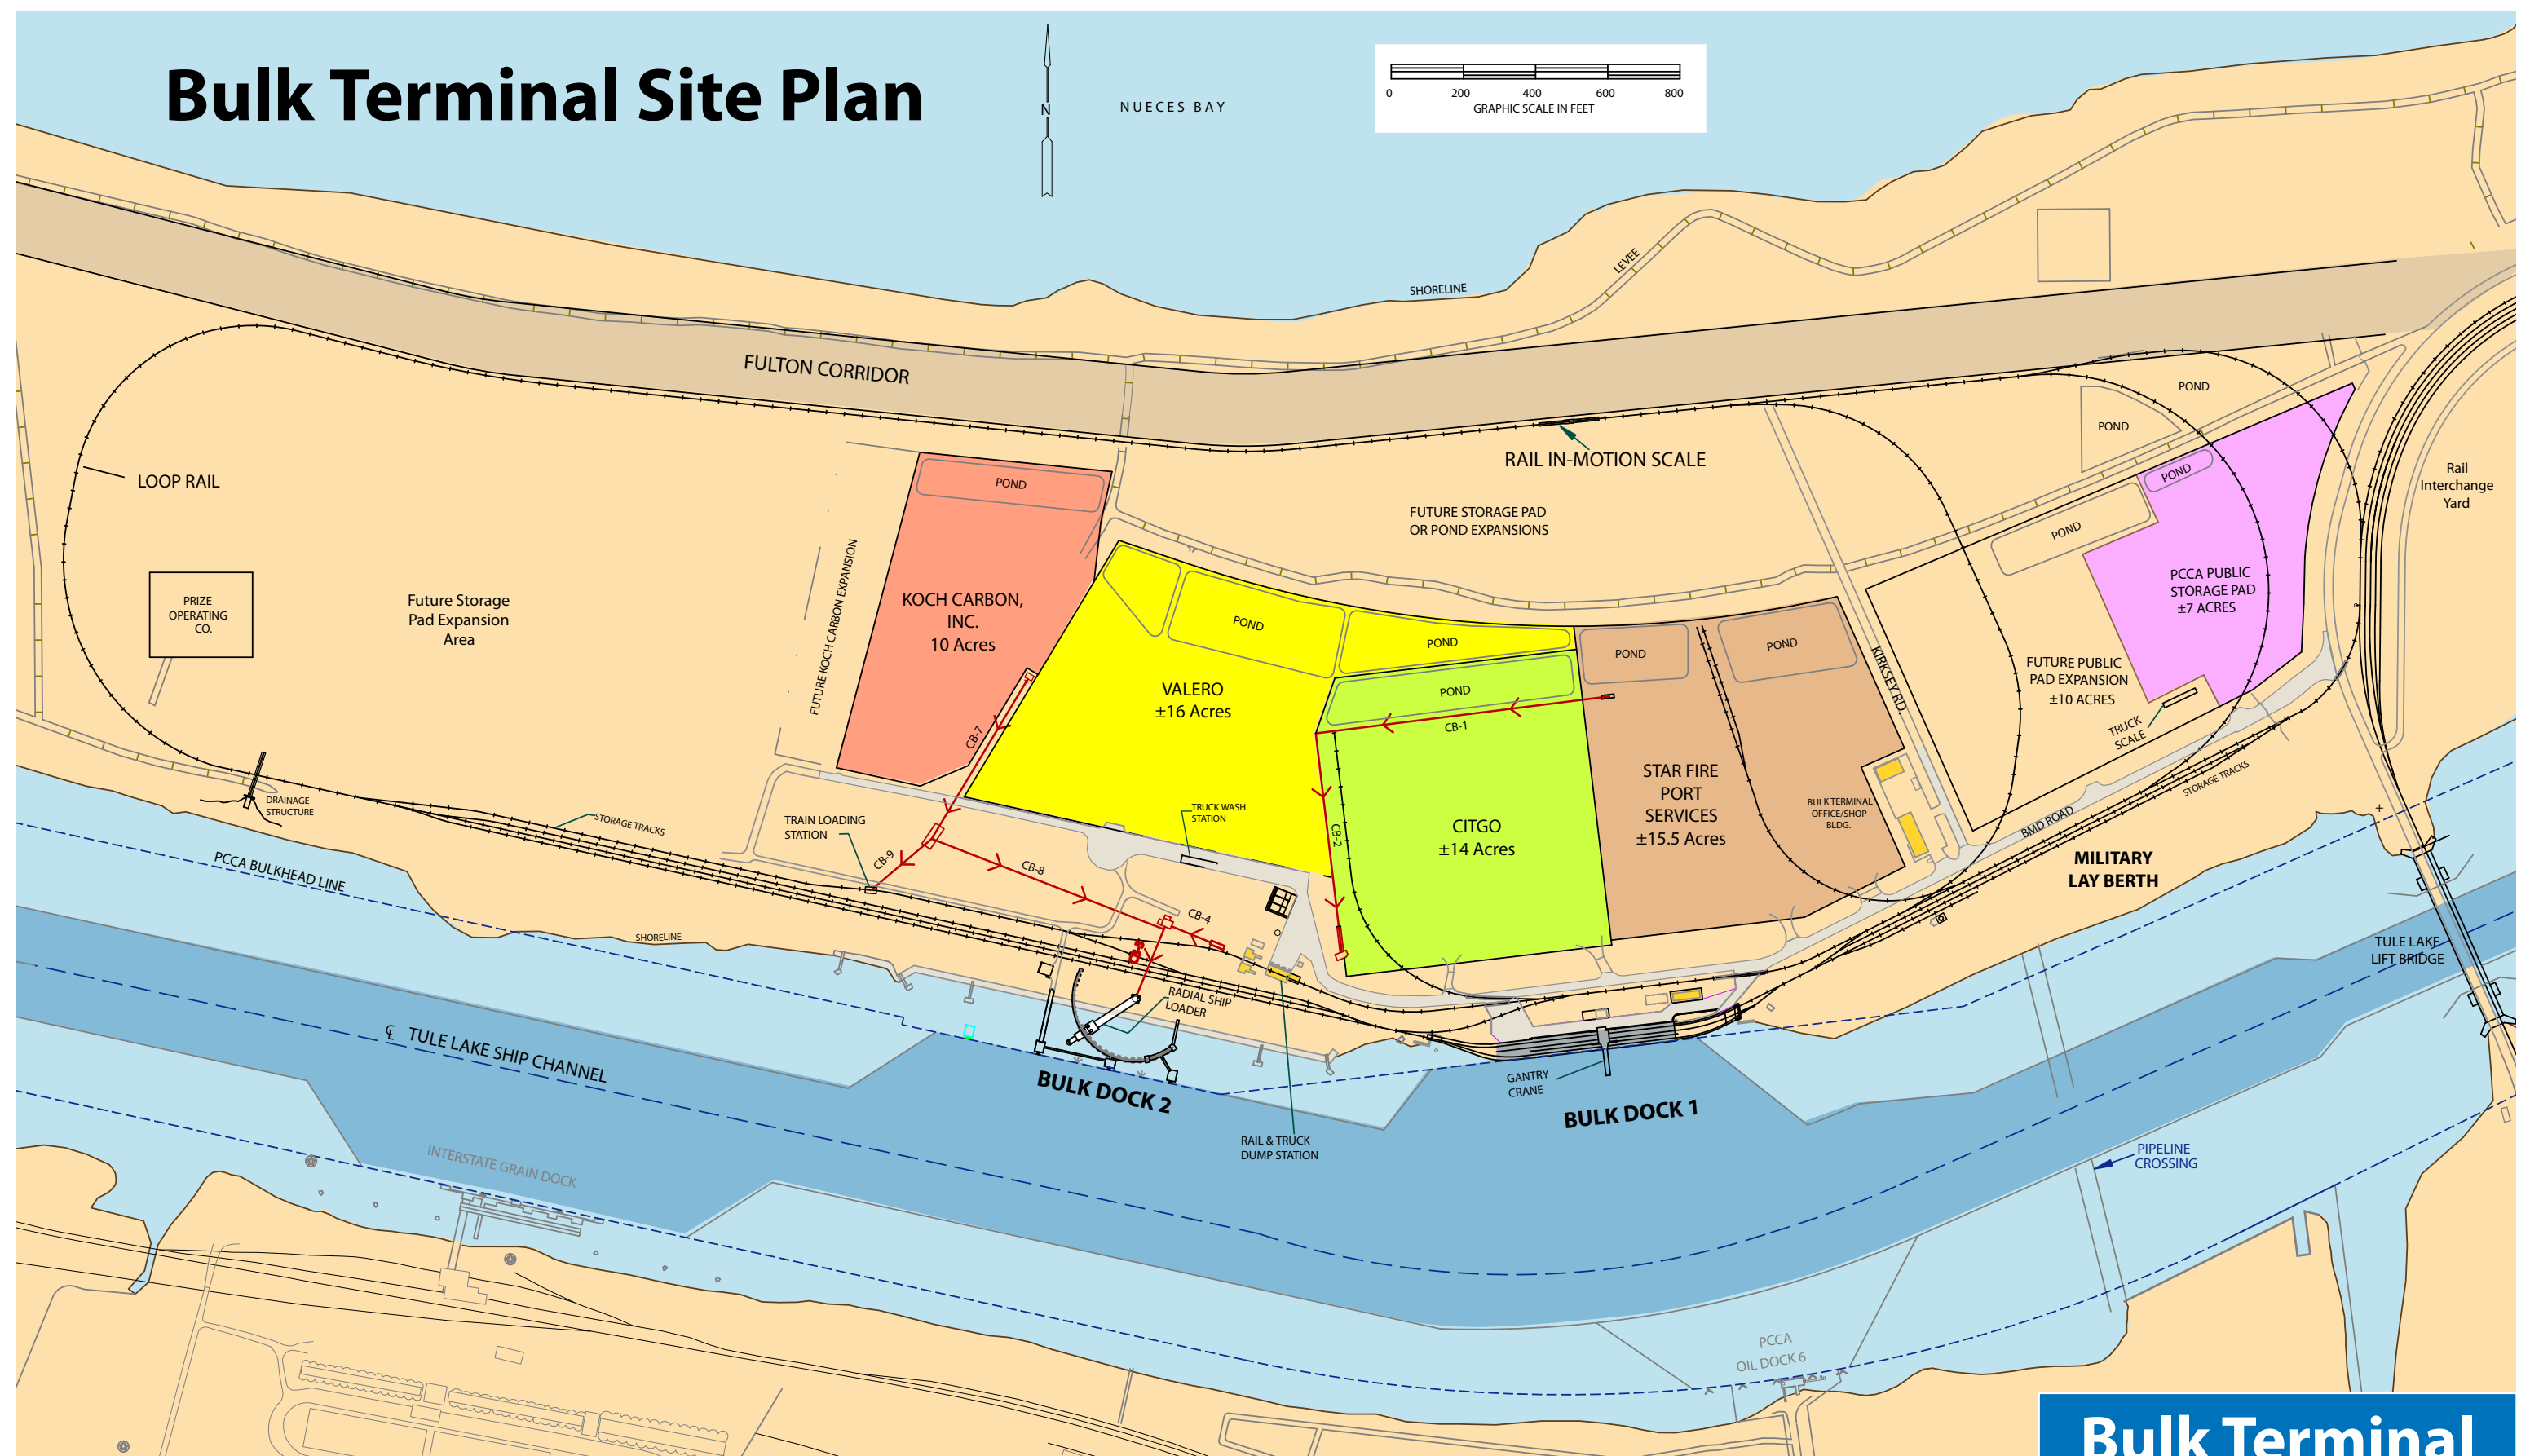 Bulk Terminal Site Plan
N
NUECES BAY
0 200 400 600 800
GRAPHIC SCALE IN FEET
LEVEE
SHORELINE
FULTON CORRIDOR
LOOP RAIL
RAIL IN-MOTION SCALE
FUTURE STORAGE PAD
OR POND EXPANSIONS
POND
POND
POND
POND
Rail
Interchange
Yard
PRIZE
OPERATING
CO.
Future Storage
Pad Expansion
Area
FUTURE KOCH CARBON EXPANSION
POND
KOCH CARBON,
INC.
10 Acres
POND
POND
VALERO
±16 Acres
POND
CB-1
CB-2
CITGO
±14 Acres
POND
POND
STAR FIRE
PORT
SERVICES
±15.5 Acres
BULK TERMINAL
OFFICE/SHOP
BLDG.
KIRKSEY RD.
PCCA PUBLIC
STORAGE PAD
±7 ACRES
FUTURE PUBLIC
PAD EXPANSION
±10 ACRES
TRUCK
SCALE
STORAGE TRACKS
BMD ROAD
MILITARY
LAY BERTH
TULE LAKE
LIFT BRIDGE
CB-7
CB-9
CB-8
CB-4
TRUCK WASH
STATION
TRAIN LOADING
STATION
DRAINAGE
STRUCTURE
STORAGE TRACKS
PCCA BULKHEAD LINE
SHORELINE
RADIAL SHIP
LOADER
℄ TULE LAKE SHIP CHANNEL
BULK DOCK 2
GANTRY
CRANE
BULK DOCK 1
RAIL & TRUCK
DUMP STATION
INTERSTATE GRAIN DOCK
PIPELINE
CROSSING
PCCA
OIL DOCK 6
Bulk Terminal